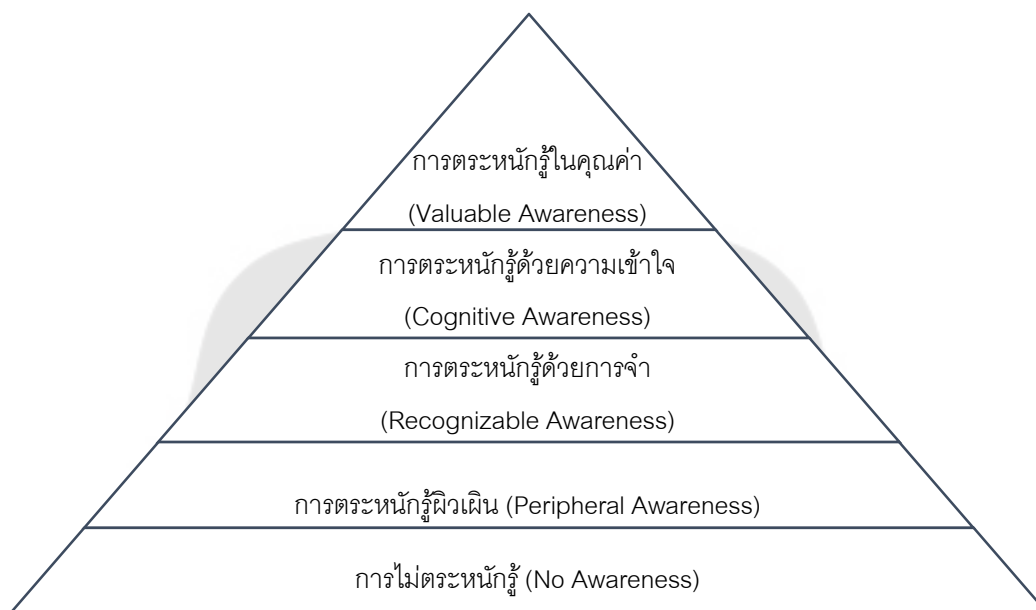 การตระหนักรู้ในคุณค่า
(Valuable Awareness)
การตระหนักรู้ด้วยความเข้าใจ
(Cognitive Awareness)
การตระหนักรู้ด้วยการจำ
(Recognizable Awareness)
การตระหนักรู้ผิวเผิน (Peripheral Awareness)
การไม่ตระหนักรู้ (No Awareness)